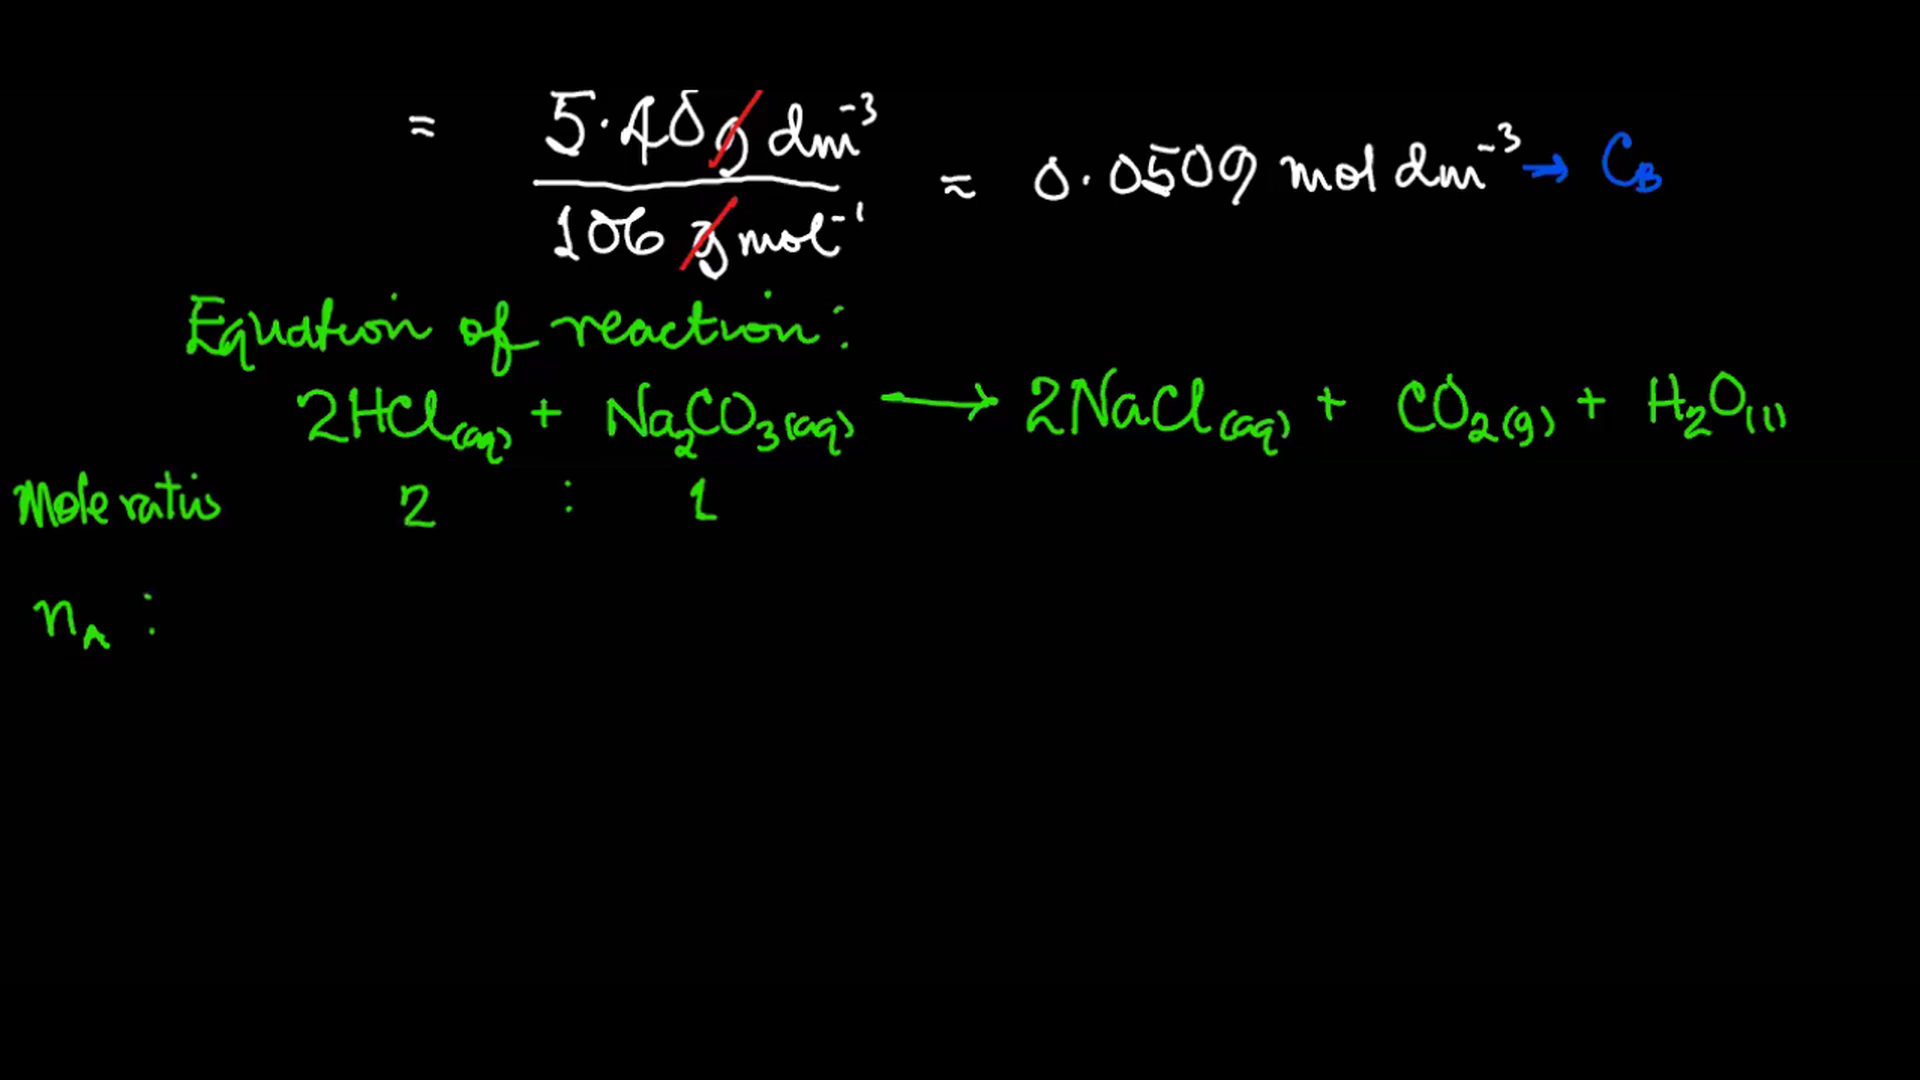 = 5.40g dm⁻³ / 106 g mol⁻¹ ≈ 0.0509 mol dm⁻³ → C_B
Equation of reaction:
2HCl(aq) + Na₂CO₃(aq) ⟶ 2NaCl(aq) + CO₂(g) + H₂O(l)
Mole ratio 2 : 1
n_A :